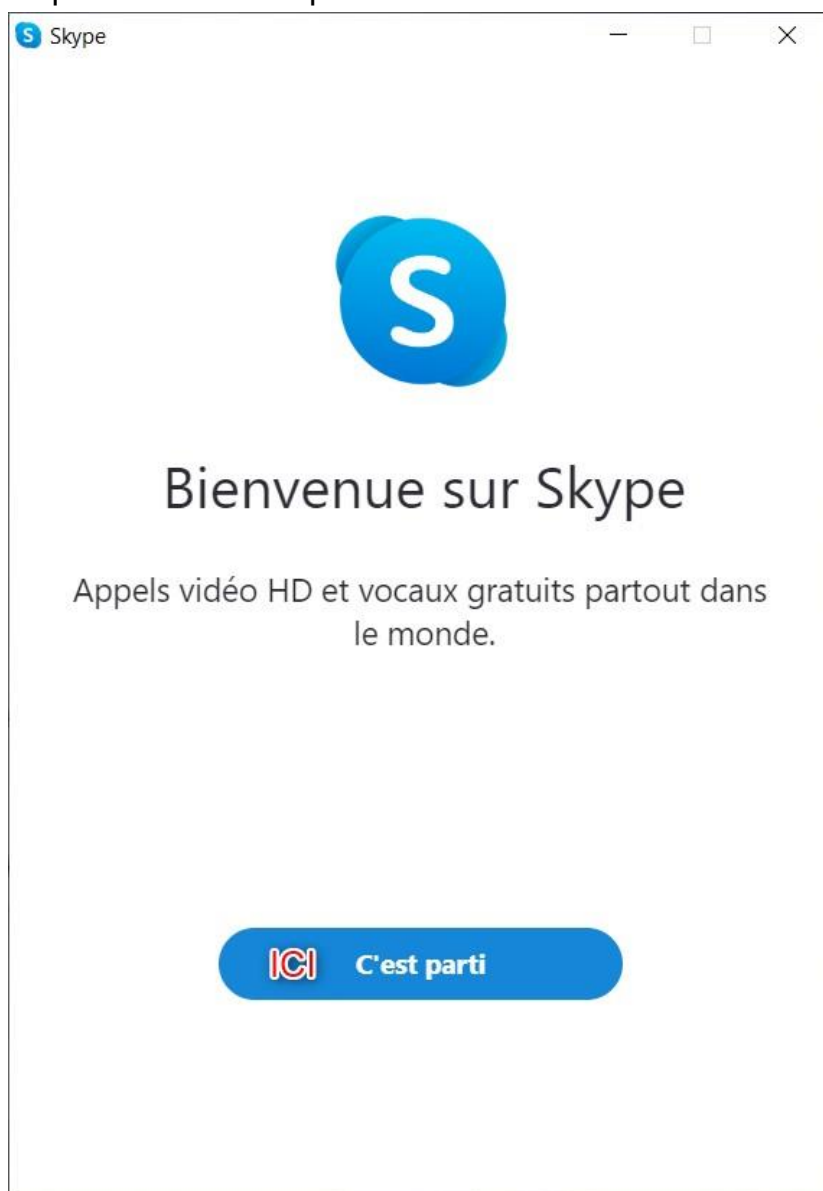 Skype
S
Bienvenue sur Skype
Appels vidéo HD et vocaux gratuits partout dans
le monde.
ICI C'est parti